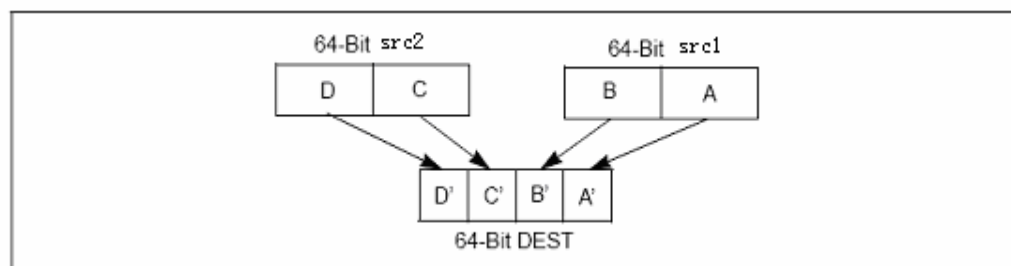 64-Bit src2
64-Bit src1
D C
B A
D' C' B' A'
64-Bit DEST